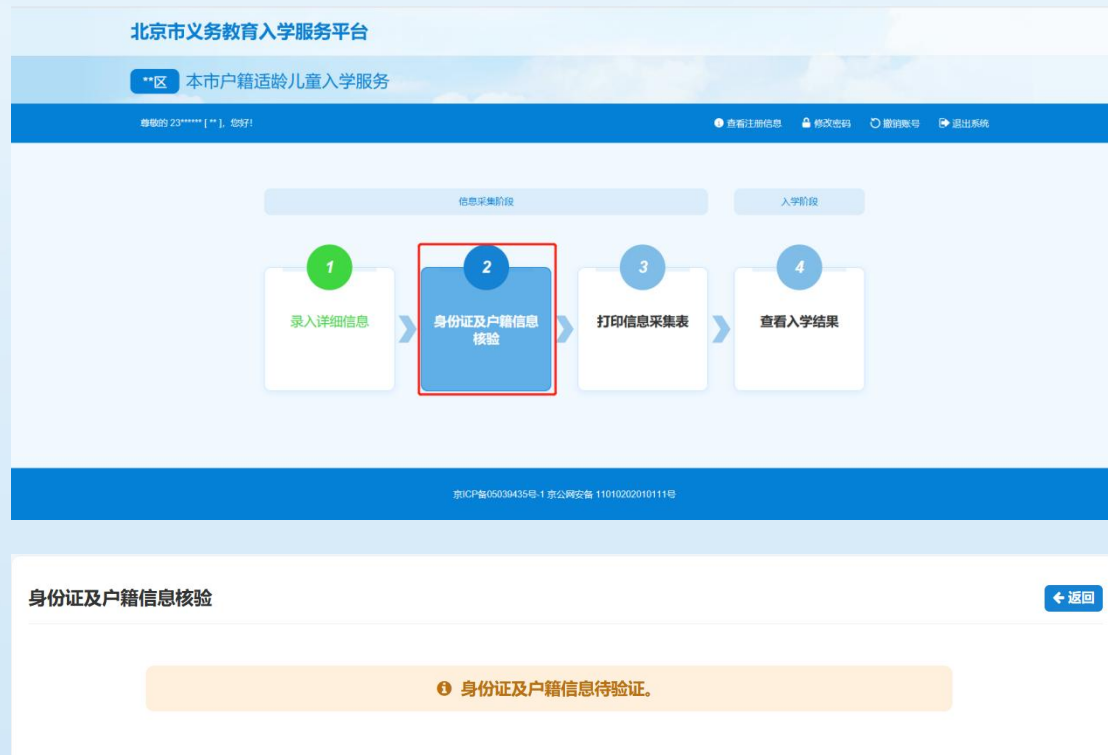 北京市义务教育入学服务平台
**区 本市户籍适龄儿童入学服务
尊敬的 23****** [ ** ]，您好!
查看注册信息 修改密码 撤销账号 退出系统
信息采集阶段 入学阶段
1 2 3 4
录入详细信息 身份证及户籍信息 打印信息采集表 查看入学结果
核验
京ICP备05039435号-1 京公网安备 11010202010111号
身份证及户籍信息核验 返回
身份证及户籍信息待验证。